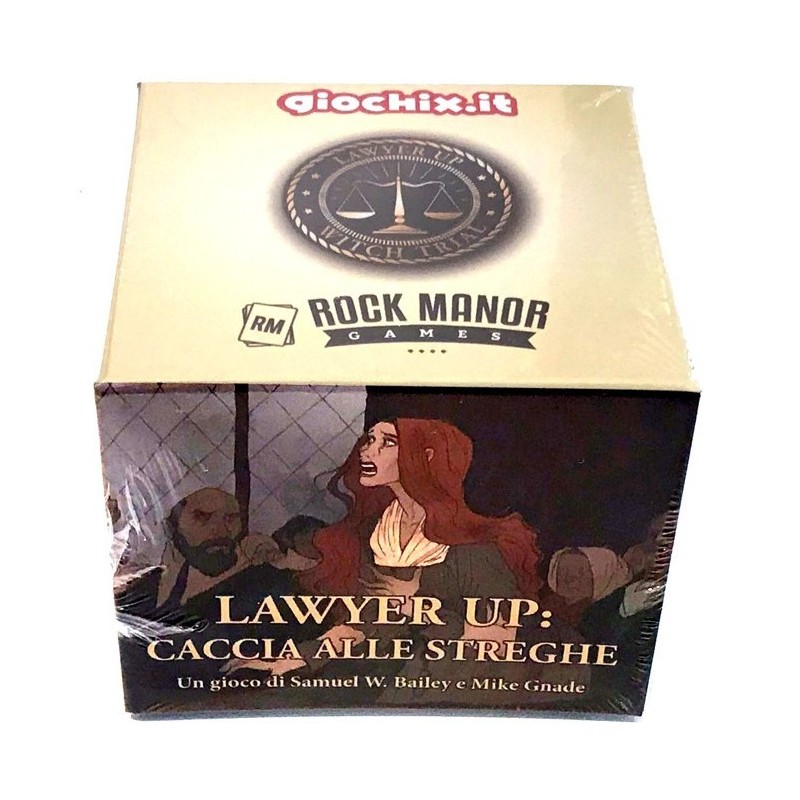 giochix.it
LAWYER UP
WITCH TRIAL
RM
ROCK MANOR
GAMES
LAWYER UP:
CACCIA ALLE STREGHE
Un gioco di Samuel W. Bailey e Mike Gnade